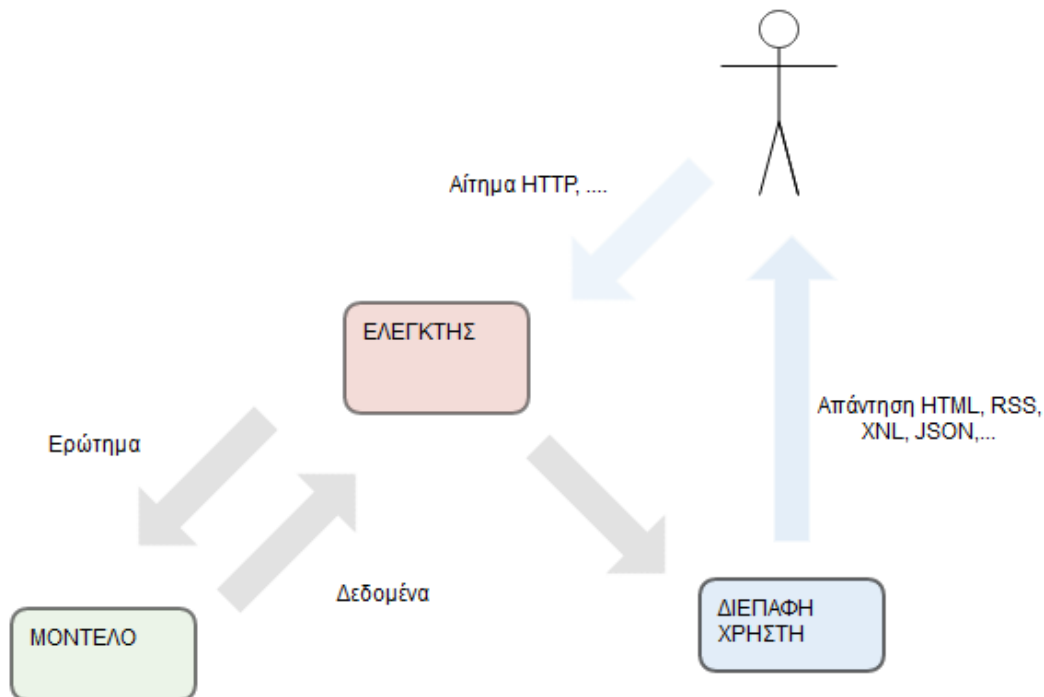 Αίτημα HTTP, ....
ΕΛΕΓΚΤΗΣ
Απάντηση HTML, RSS,
XNL, JSON,...
Ερώτημα
Δεδομένα
ΔΙΕΠΑΦΗ
ΧΡΗΣΤΗ
ΜΟΝΤΕΛΟ